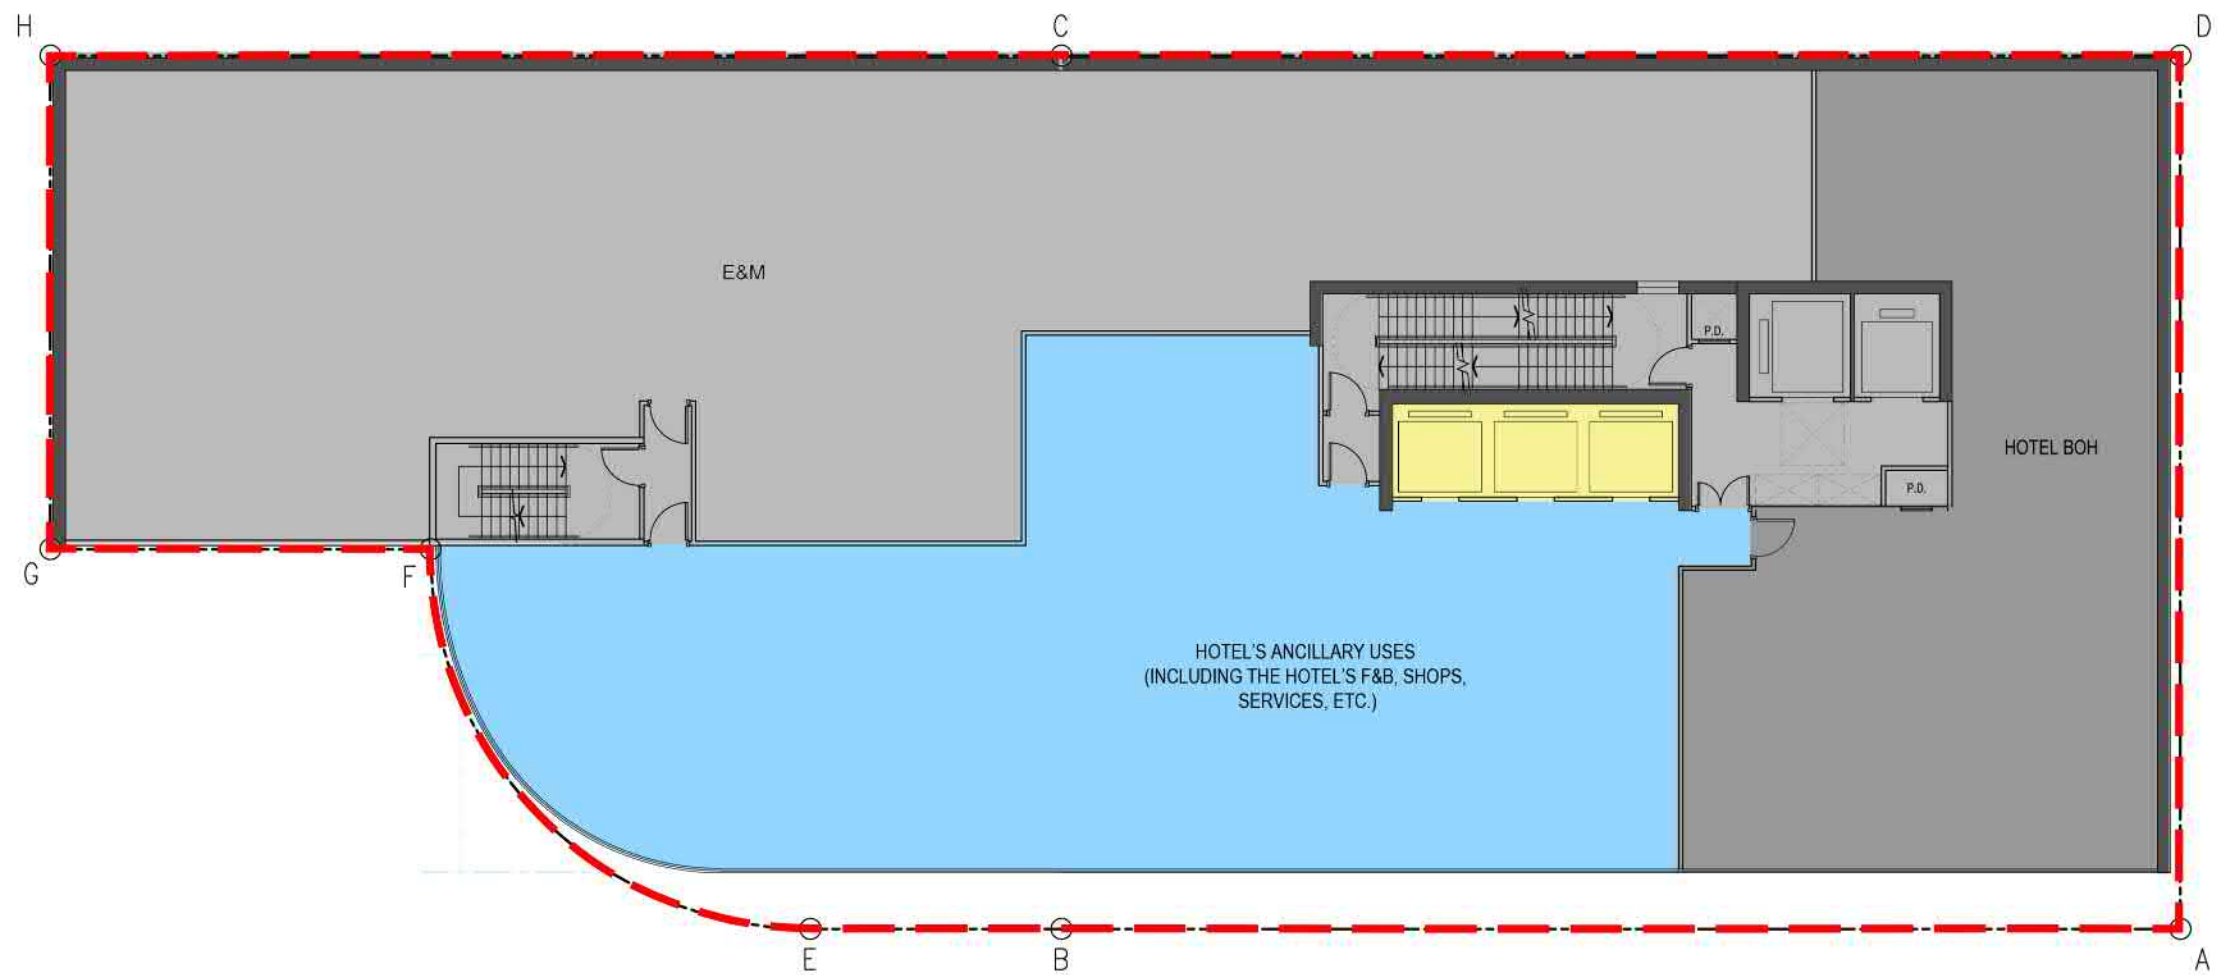 H
C
D
E&M
P.D.
HOTEL BOH
P.D.
G
F
HOTEL'S ANCILLARY USES
(INCLUDING THE HOTEL'S F&B, SHOPS,
SERVICES, ETC.)
E
B
A